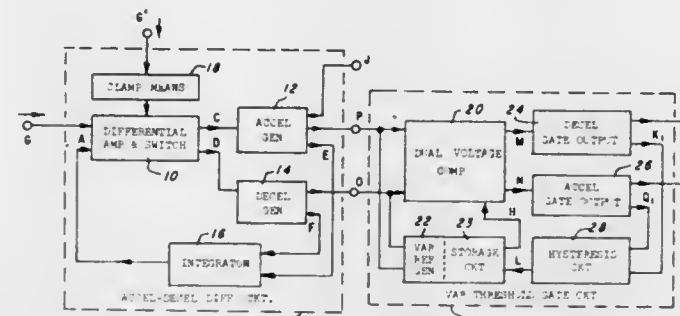 G'
18
CLAMP MEANS
12
J
20
24
DECEL
GATE OUTPUT
K₁
G
A
DIFFERENTIAL
AMP & SWITCH
10
C
D
ACCEL
GEN
E
P
DUAL VOLTAGE
COMP
M
N
26
ACCEL
GATE OUTPUT
Q₁
14
DECEL
GEN
F
O
H
16
INTEGRATOR
22
VAR
REF
GEN
23
STORAGE
CKT
L
28
HYSTERESIS
CKT
ACCEL-DECEL DIFF CKT.
VAR THRESHOLD GATE CKT